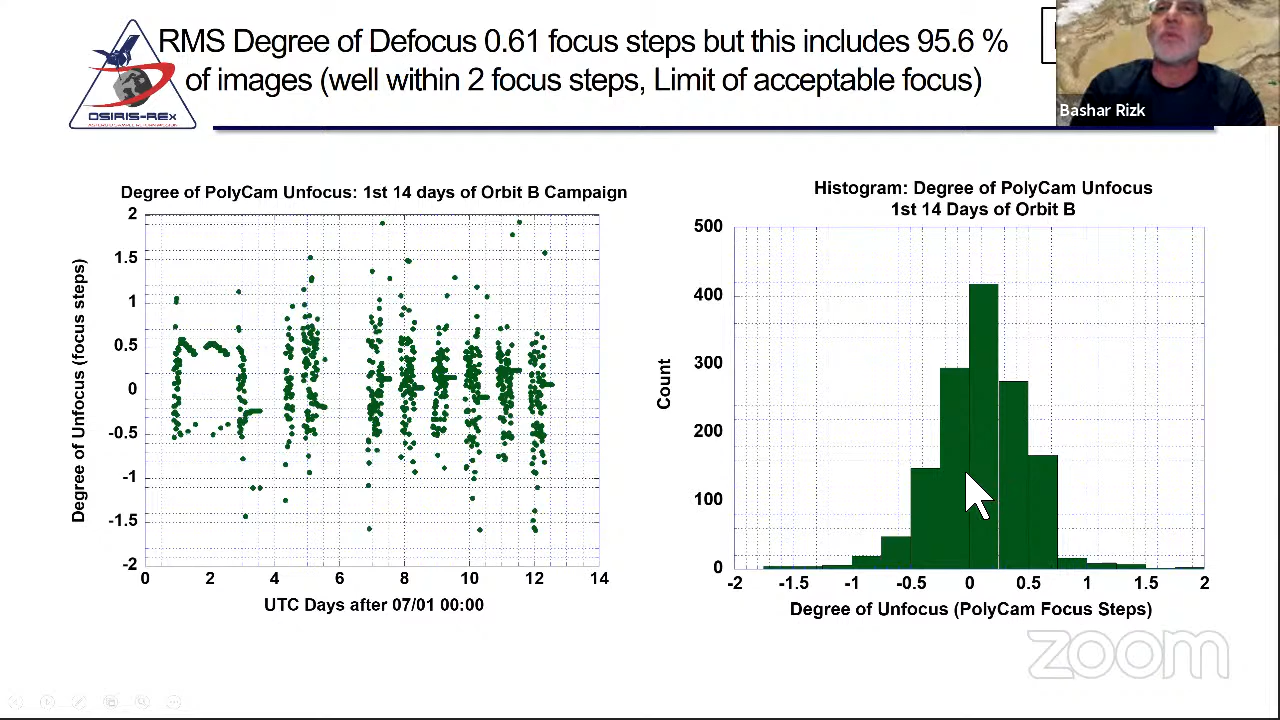 RMS Degree of Defocus 0.61 focus steps but this includes 95.6 %
of images (well within 2 focus steps, Limit of acceptable focus)
OSIRIS-REx
Bashar Rizk
Degree of PolyCam Unfocus: 1st 14 days of Orbit B Campaign
Degree of Unfocus (focus steps)
2
1.5
1
0.5
0
-0.5
-1
-1.5
-2
0 2 4 6 8 10 12 14
UTC Days after 07/01 00:00
Histogram: Degree of PolyCam Unfocus
1st 14 Days of Orbit B
Count
500
400
300
200
100
0
-2 -1.5 -1 -0.5 0 0.5 1 1.5 2
Degree of Unfocus (PolyCam Focus Steps)
zoom